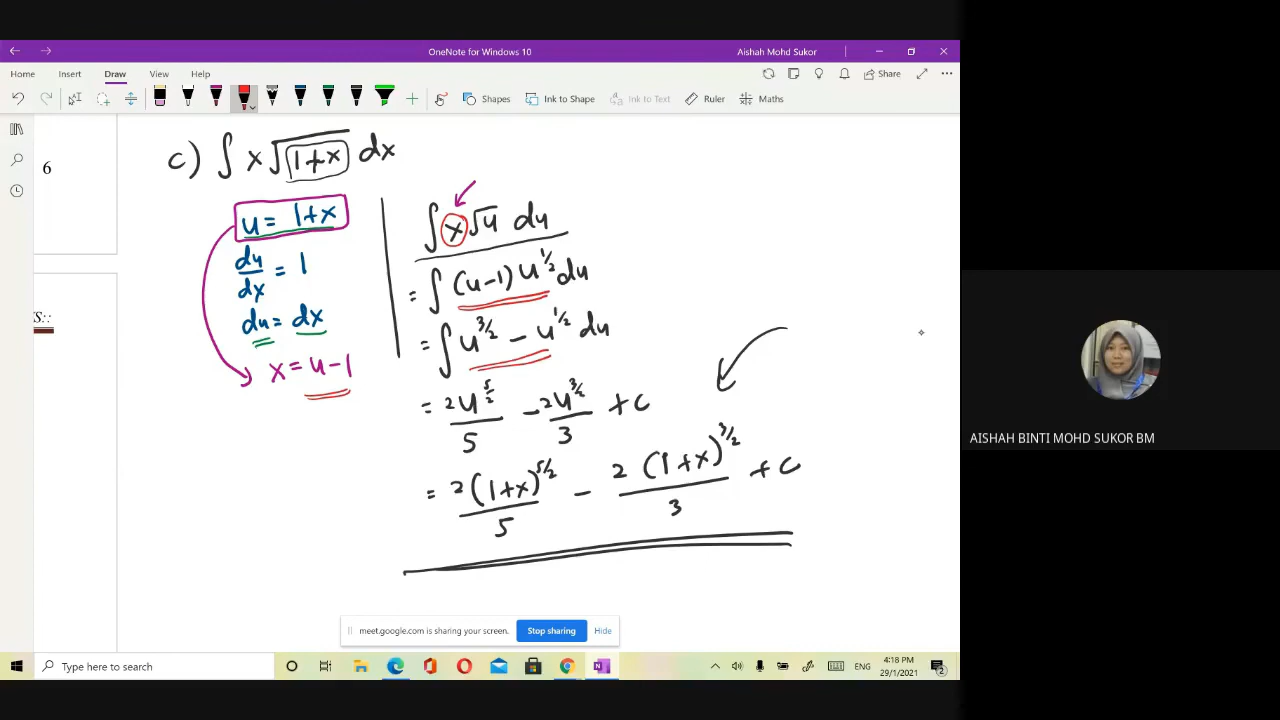 OneNote for Windows 10
Aishah Mohd Sukor
Home Insert Draw View Help
Share
Shapes Ink to Shape Ink to Text Ruler Maths
6
S::
c) ∫ x √(1+x) dx
u = 1+x
du/dx = 1
du = dx
x = u-1
∫ x √u du
= ∫ (u-1) u^1/2 du
= ∫ u^3/2 - u^1/2 du
= 2u^5/2 / 5 - 2u^3/2 / 3 + c
= 2(1+x)^5/2 / 5 - 2(1+x)^3/2 / 3 + c
AISHAH BINTI MOHD SUKOR BM
meet.google.com is sharing your screen. Stop sharing Hide
Type here to search
ENG
4:18 PM
29/1/2021
2